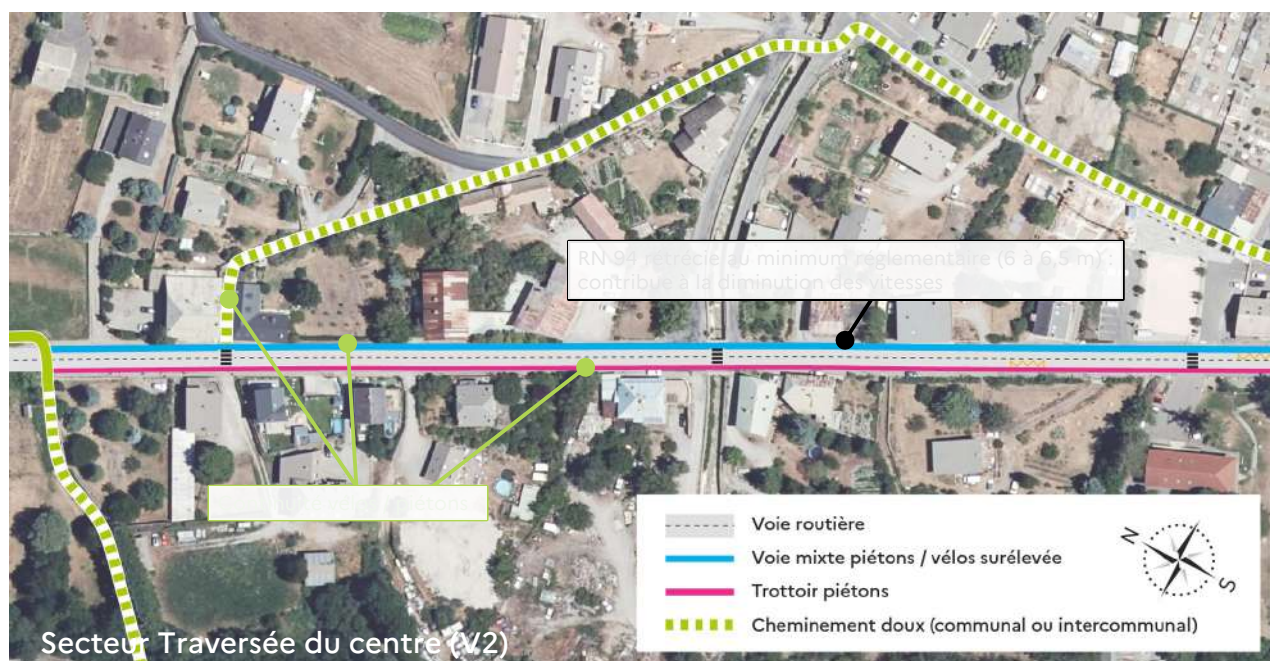 RN 94 retrécie au minimum réglementaire (6 à 6,5 m) :
contribue à la diminution des vitesses
Voie routière
Voie mixte piétons / vélos surélevée
Trottoir piétons
Cheminement doux (communal ou intercommunal)
N
S
Secteur Traversée du centre (V2)